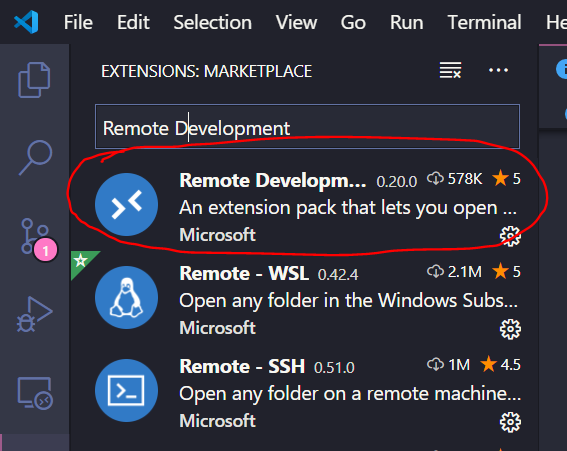 File Edit Selection View Go Run Terminal He
EXTENSIONS: MARKETPLACE
Remote Development
Remote Developm... 0.20.0 578K 5
An extension pack that lets you open ...
Microsoft
1
Remote - WSL 0.42.4 2.1M 5
Open any folder in the Windows Subs...
Microsoft
Remote - SSH 0.51.0 1M 4.5
Open any folder on a remote machine...
Microsoft